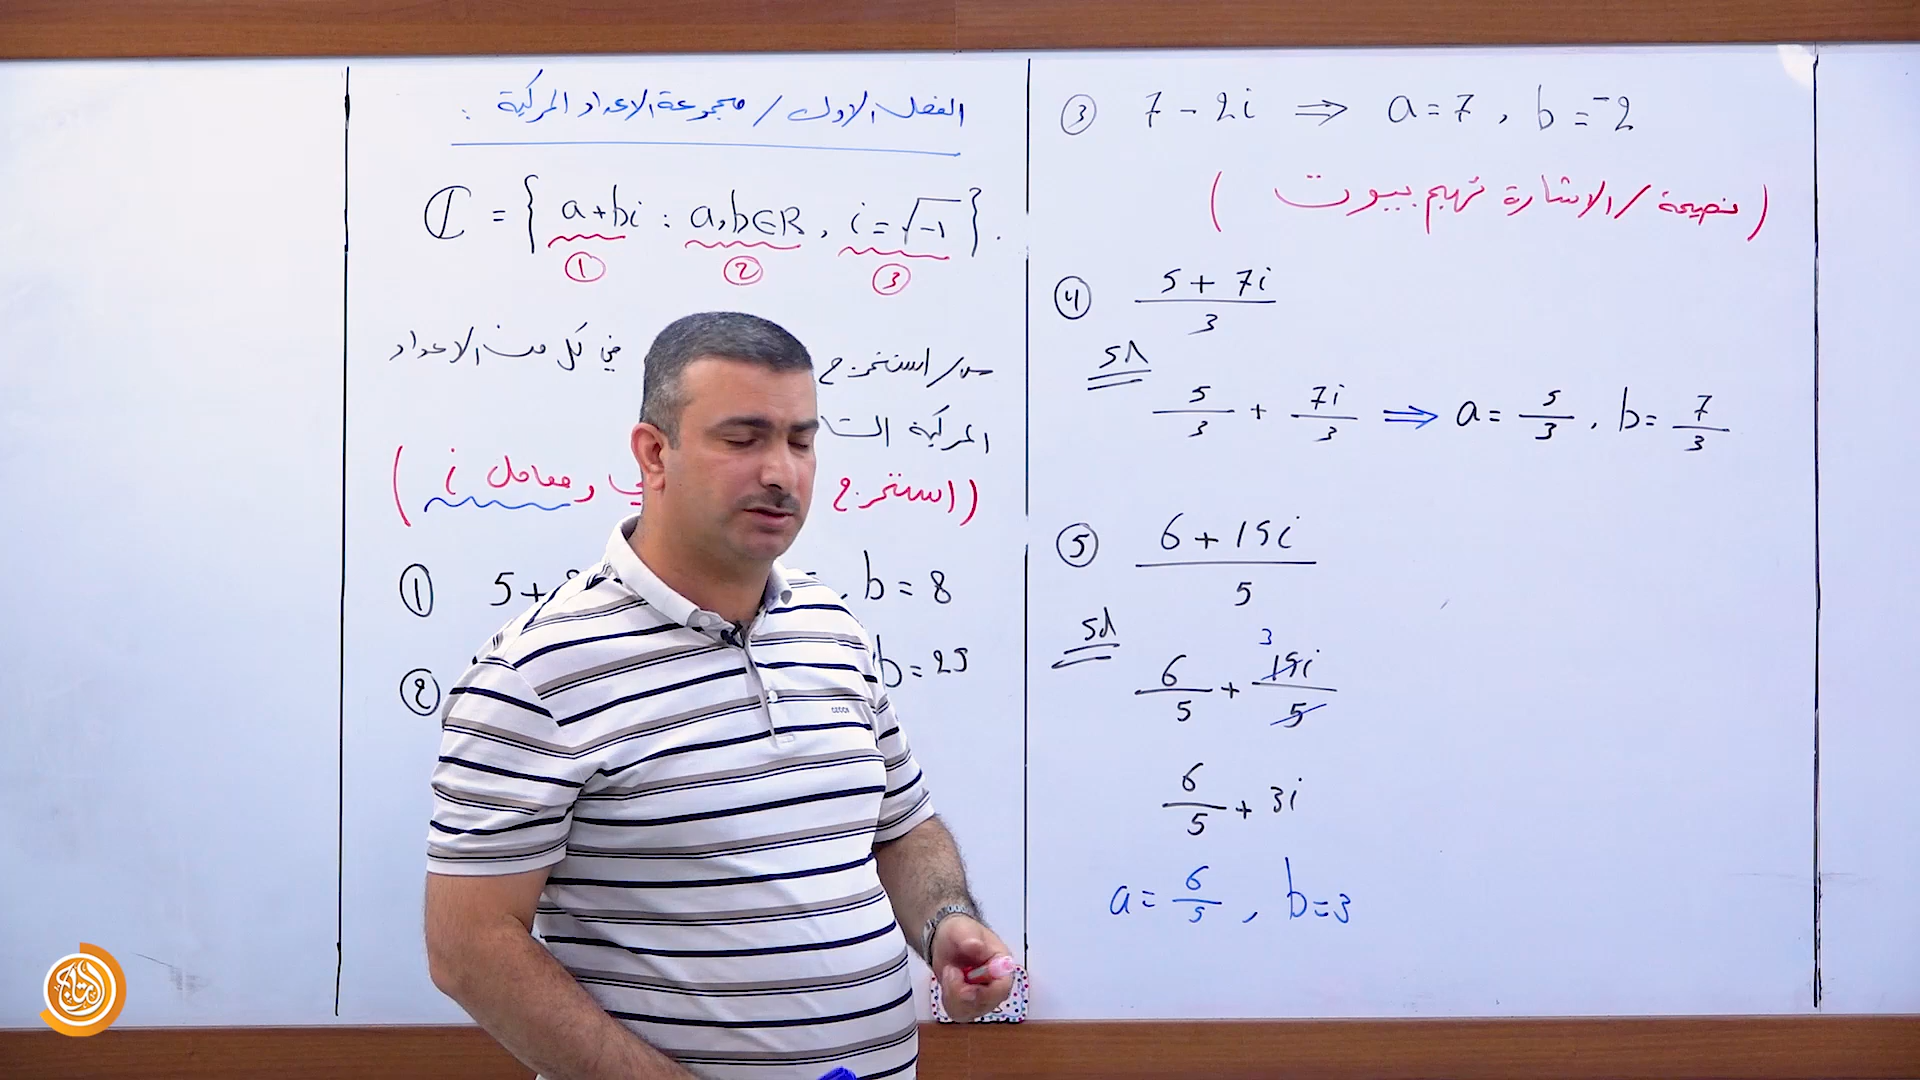 الفصل الاول / مجموعة الاعداد المركبة :
ℂ = { a+bi : a,b∈R , i=√-1 } .
① ② ③
س/ استخرج في كل من الاعداد
المركبة
(( استخرج ومعامل i )
① 5+ , b = 8
② b = 25
③ 7 - 2i ⇒ a = 7 , b = -2
( نصيحة / الاشارة تهيم بيوت )
④ (5 + 7i)/3
5/3 + 7i/3 ⇒ a = 5/3 , b = 7/3
⑤ (6 + 15i)/5
3
6/5 + 15i/5
6/5 + 3i
a = 6/5 , b = 3
التاج